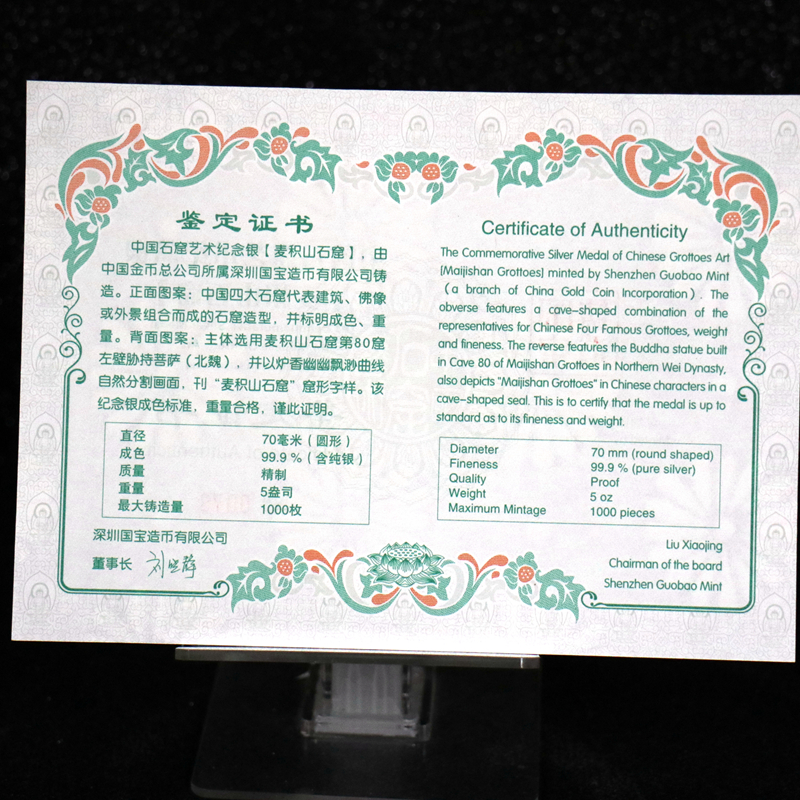 鉴定证书
中国石窟艺术纪念银【麦积山石窟】，由
中国金币总公司所属深圳国宝造币有限公司铸
造。正面图案：中国四大石窟代表建筑、佛像
或外景组合而成的石窟造型，并标明成色、重
量。背面图案：主体选用麦积山石窟第80窟
左壁胁持菩萨（北魏），并以炉香幽幽飘渺曲线
自然分割画面，刊“麦积山石窟”窟形字样。该
纪念银成色标准，重量合格，谨此证明。
直径 70毫米（圆形）
成色 99.9％（含纯银）
质量 精制
重量 5盎司
最大铸造量 1000枚
深圳国宝造币有限公司
董事长
Certificate of Authenticity
The Commemorative Silver Medal of Chinese Grottoes Art
[Maijishan Grottoes] minted by Shenzhen Guobao Mint
（a branch of China Gold Coin Incorporation）. The
obverse features a cave-shaped combination of the
representatives for Chinese Four Famous Grottoes, weight
and fineness. The reverse features the Buddha statue built
in Cave 80 of Maijishan Grottoes in Northern Wei Dynasty,
also depicts "Maijishan Grottoes" in Chinese characters in a
cave-shaped seal. This is to certify that the medal is up to
standard as to its fineness and weight.
Diameter 70 mm (round shaped)
Fineness 99.9 % (pure silver)
Quality Proof
Weight 5 oz
Maximum Mintage 1000 pieces
Liu Xiaojing
Chairman of the board
Shenzhen Guobao Mint